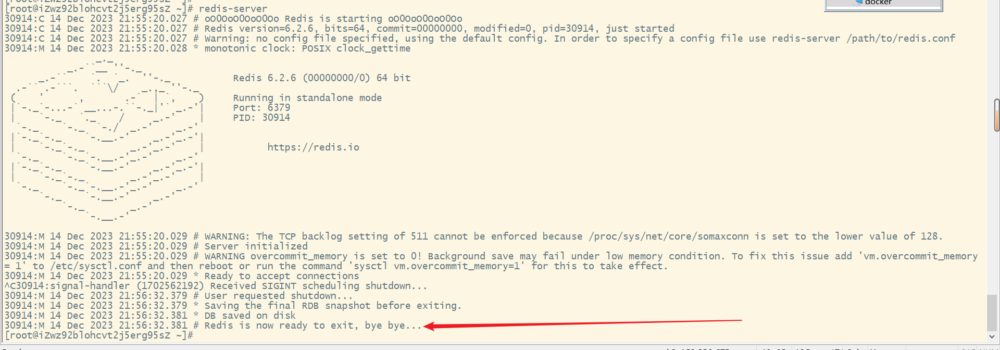 docker
[root@iZwz92blohcvt2j5erg95sZ ~]# redis-server
30914:C 14 Dec 2023 21:55:20.027 # oO0OoO0OoO0Oo Redis is starting oO0OoO0OoO0Oo
30914:C 14 Dec 2023 21:55:20.027 # Redis version=6.2.6, bits=64, commit=00000000, modified=0, pid=30914, just started
30914:C 14 Dec 2023 21:55:20.027 # Warning: no config file specified, using the default config. In order to specify a config file use redis-server /path/to/redis.conf
30914:M 14 Dec 2023 21:55:20.028 * monotonic clock: POSIX clock_gettime
Redis 6.2.6 (00000000/0) 64 bit
Running in standalone mode
Port: 6379
PID: 30914
https://redis.io
30914:M 14 Dec 2023 21:55:20.029 # WARNING: The TCP backlog setting of 511 cannot be enforced because /proc/sys/net/core/somaxconn is set to the lower value of 128.
30914:M 14 Dec 2023 21:55:20.029 # Server initialized
30914:M 14 Dec 2023 21:55:20.029 # WARNING overcommit_memory is set to 0! Background save may fail under low memory condition. To fix this issue add 'vm.overcommit_memory
= 1' to /etc/sysctl.conf and then reboot or run the command 'sysctl vm.overcommit_memory=1' for this to take effect.
30914:M 14 Dec 2023 21:55:20.029 * Ready to accept connections
^C30914:signal-handler (1702562192) Received SIGINT scheduling shutdown...
30914:M 14 Dec 2023 21:56:32.379 # User requested shutdown...
30914:M 14 Dec 2023 21:56:32.379 * Saving the final RDB snapshot before exiting.
30914:M 14 Dec 2023 21:56:32.381 * DB saved on disk
30914:M 14 Dec 2023 21:56:32.381 # Redis is now ready to exit, bye bye...
[root@iZwz92blohcvt2j5erg95sZ ~]#